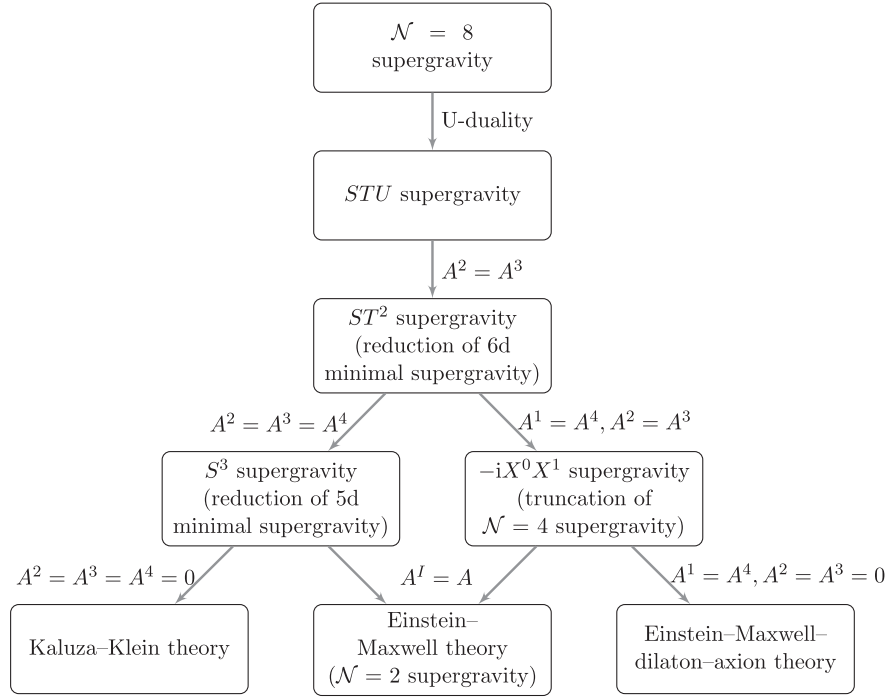 𝒩 = 8
supergravity
U-duality
STU supergravity
A² = A³
ST² supergravity
(reduction of 6d
minimal supergravity)
A² = A³ = A⁴
A¹ = A⁴, A² = A³
S³ supergravity
(reduction of 5d
minimal supergravity)
−iX⁰X¹ supergravity
(truncation of
𝒩 = 4 supergravity)
A² = A³ = A⁴ = 0
Aᴵ = A
A¹ = A⁴, A² = A³ = 0
Kaluza–Klein theory
Einstein–
Maxwell theory
(𝒩 = 2 supergravity)
Einstein–Maxwell–
dilaton–axion theory